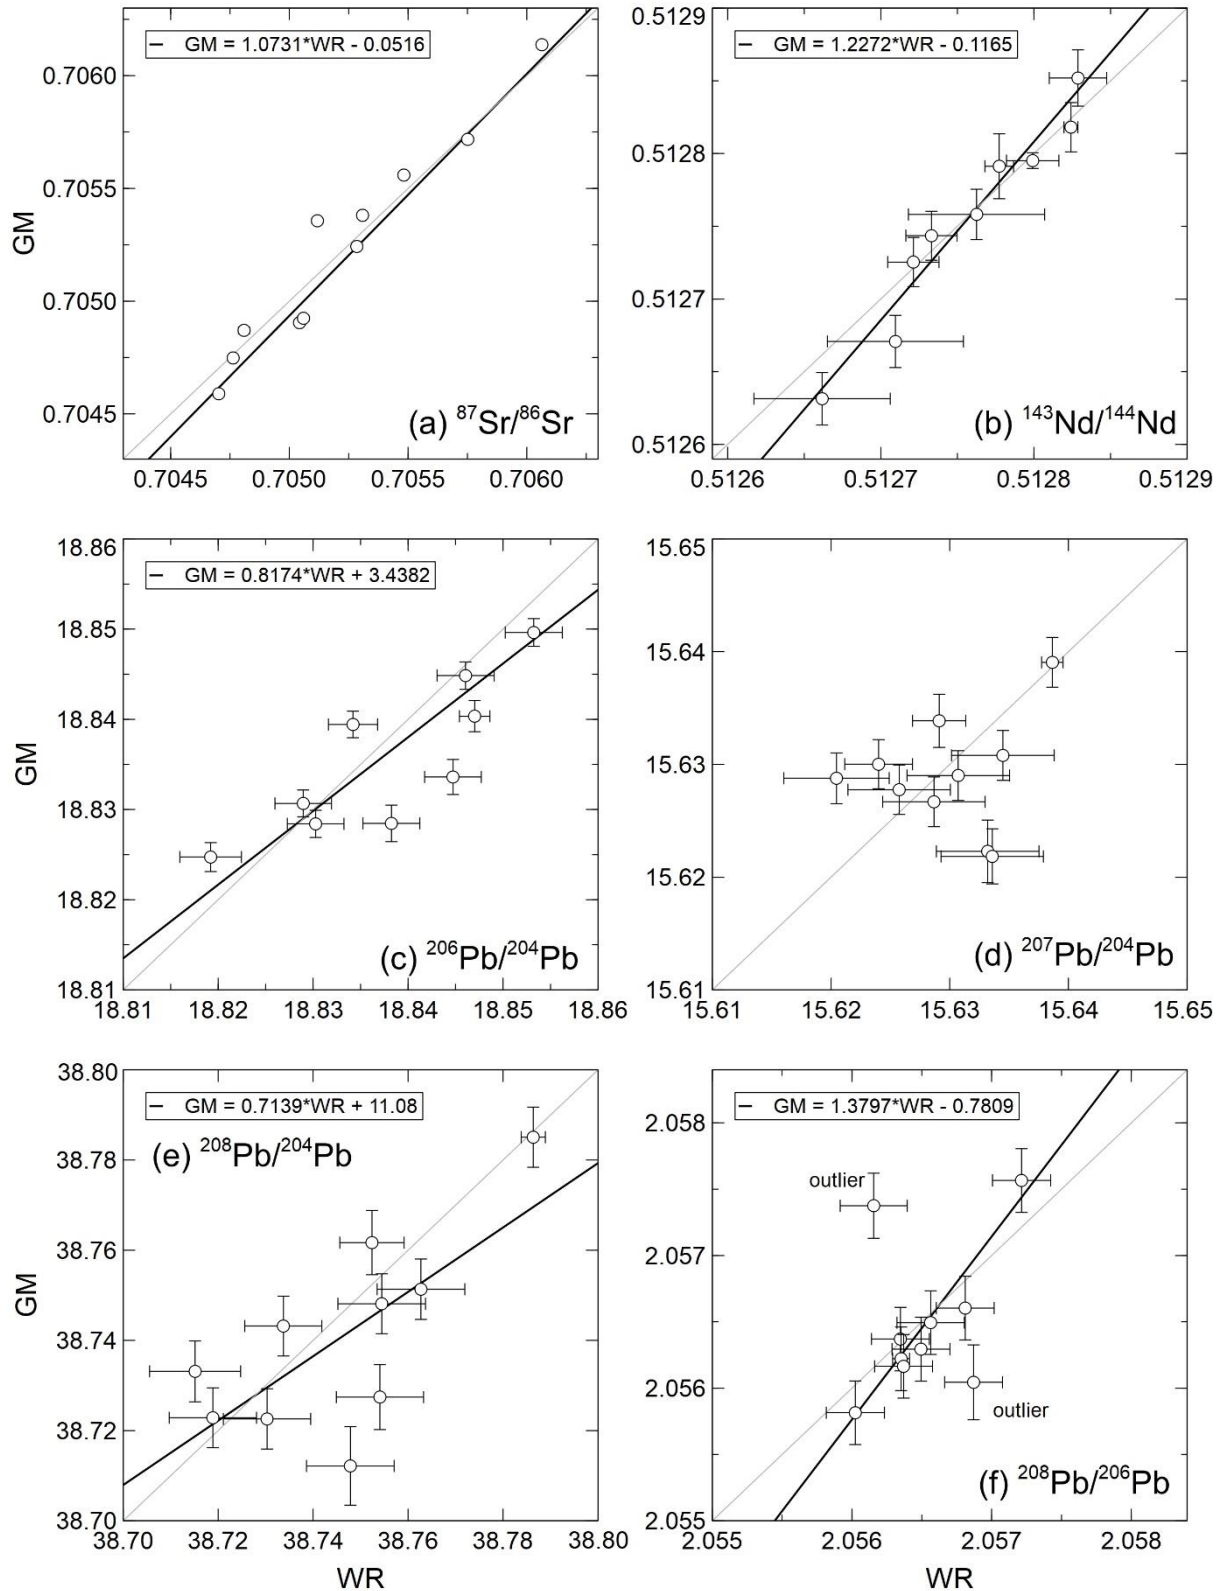 GM = 1.0731*WR - 0.0516
0.7060
0.7055
0.7050
0.7045
GM
(a) ⁸⁷Sr/⁸⁶Sr
0.7045 0.7050 0.7055 0.7060
GM = 1.2272*WR - 0.1165
0.5129
0.5128
0.5127
0.5126
(b) ¹⁴³Nd/¹⁴⁴Nd
0.5126 0.5127 0.5128 0.5129
GM = 0.8174*WR + 3.4382
18.86
18.85
18.84
18.83
18.82
18.81
GM
(c) ²⁰⁶Pb/²⁰⁴Pb
18.81 18.82 18.83 18.84 18.85 18.86
15.65
15.64
15.63
15.62
15.61
(d) ²⁰⁷Pb/²⁰⁴Pb
15.61 15.62 15.63 15.64 15.65
GM = 0.7139*WR + 11.08
(e) ²⁰⁸Pb/²⁰⁴Pb
38.80
38.78
38.76
38.74
38.72
38.70
GM
38.70 38.72 38.74 38.76 38.78 38.80
WR
GM = 1.3797*WR - 0.7809
2.058
2.057
2.056
2.055
outlier
outlier
(f) ²⁰⁸Pb/²⁰⁶Pb
2.055 2.056 2.057 2.058
WR